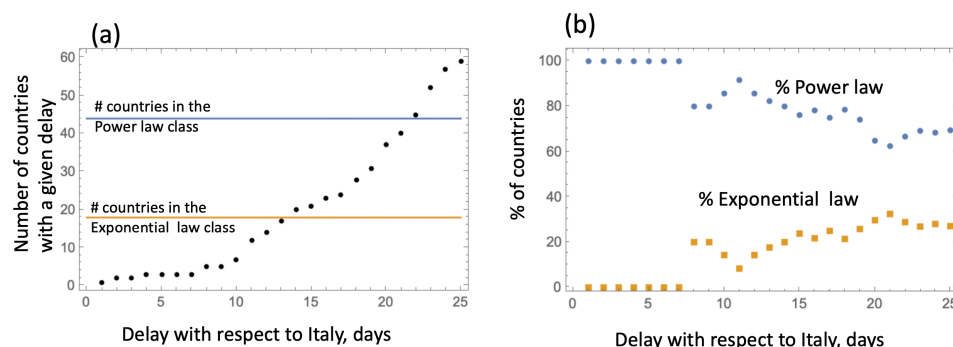 (a)
Number of countries
with a given delay
60
50
40
30
20
10
0
# countries in the
Power law class
# countries in the
Exponential law class
0 5 10 15 20 25
Delay with respect to Italy, days
(b)
% of countries
100
80
60
40
20
0
% Power law
% Exponential law
0 5 10 15 20 25
Delay with respect to Italy, days